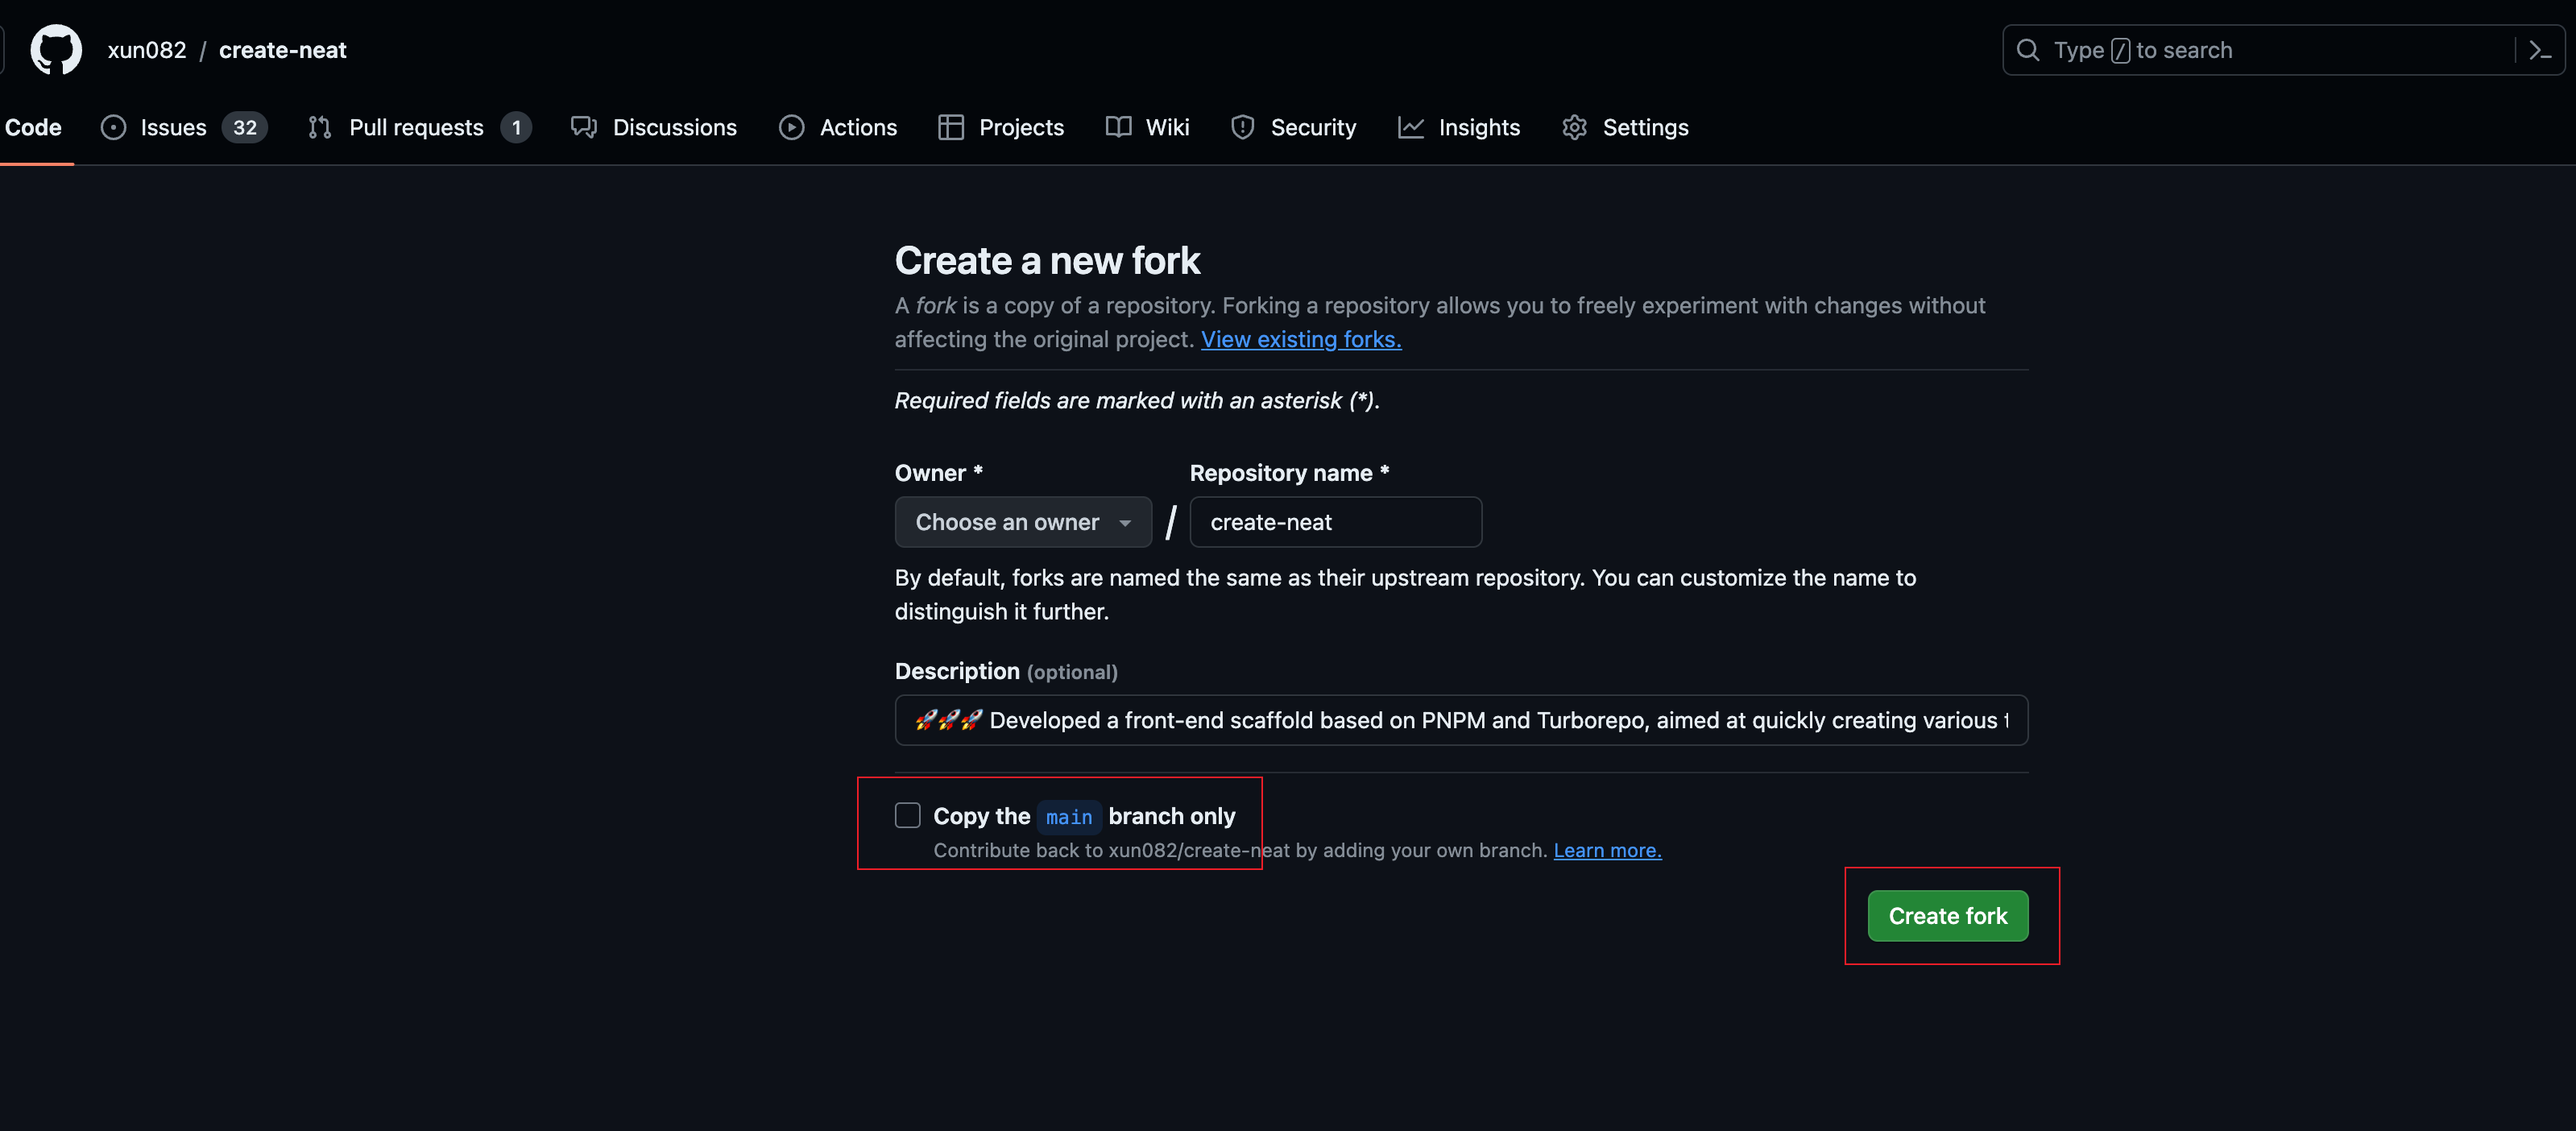 xun082 / create-neat
Type / to search
Code Issues 32 Pull requests 1 Discussions Actions Projects Wiki Security Insights Settings
Create a new fork
A fork is a copy of a repository. Forking a repository allows you to freely experiment with changes without
affecting the original project. View existing forks.
Required fields are marked with an asterisk (*).
Owner * Repository name *
Choose an owner / create-neat
By default, forks are named the same as their upstream repository. You can customize the name to
distinguish it further.
Description (optional)
🚀🚀🚀 Developed a front-end scaffold based on PNPM and Turborepo, aimed at quickly creating various
Copy the main branch only
Contribute back to xun082/create-neat by adding your own branch. Learn more.
Create fork